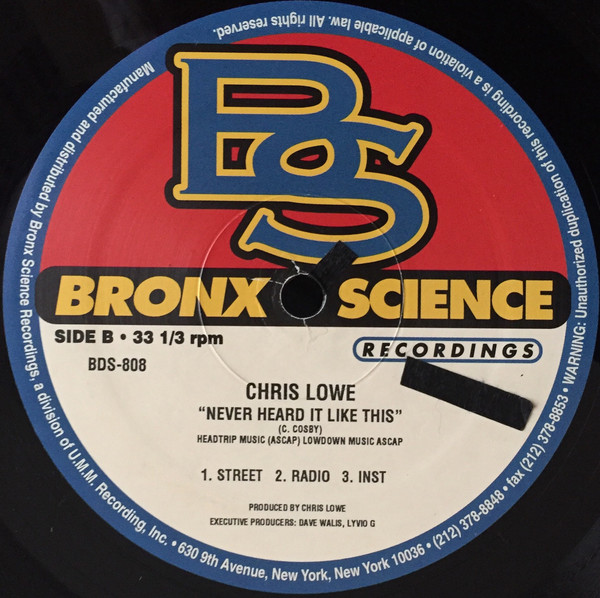 BS
BRONX SCIENCE
RECORDINGS
SIDE B • 33 1/3 rpm
BDS-808
CHRIS LOWE
"NEVER HEARD IT LIKE THIS"
(C. COSBY)
HEADTRIP MUSIC (ASCAP) LOWDOWN MUSIC ASCAP
1. STREET 2. RADIO 3. INST
PRODUCED BY CHRIS LOWE
EXECUTIVE PRODUCERS: DAVE WALIS, LYVIO G
Manufactured and distributed by Bronx Science Recordings, a division of U.M.M. Recording, Inc. • 630 9th Avenue, New York, New York 10036 • (212) 378-8848 • fax (212) 378-8853 • WARNING: Unauthorized duplication of this recording is a violation of applicable law. All rights reserved.